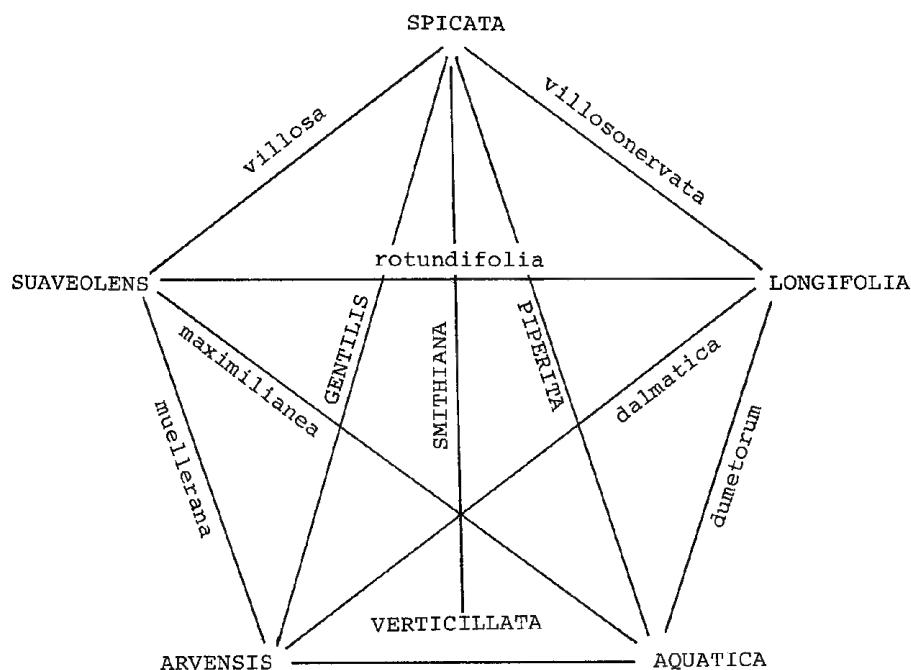 SPICATA
villosa
villosonervata
rotundifolia
SUAVEOLENS
LONGIFOLIA
GENTILIS
SMITHIANA
PIPERITA
maximilianea
dalmatica
muellerana
dumetorum
VERTICILLATA
ARVENSIS
AQUATICA